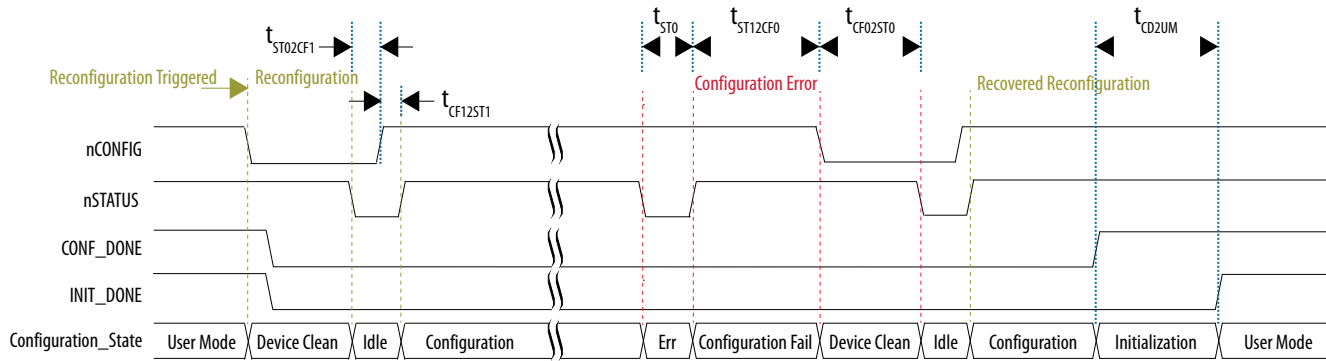 tST02CF1
tST0
tST12CF0
tCF02ST0
tCD2UM
Reconfiguration Triggered
Reconfiguration
Configuration Error
Recovered Reconfiguration
tCF12ST1
nCONFIG
nSTATUS
CONF_DONE
INIT_DONE
Configuration_State
User Mode
Device Clean
Idle
Configuration
Err
Configuration Fail
Device Clean
Idle
Configuration
Initialization
User Mode